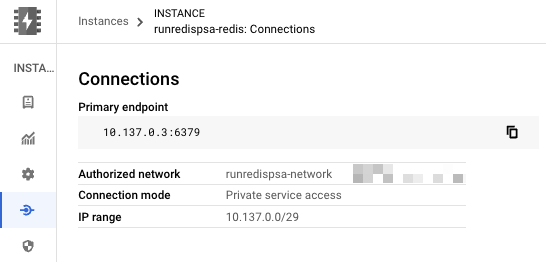 Instances
INSTANCE
runredispsa-redis: Connections
INSTA...
Connections
Primary endpoint
10.137.0.3:6379
Authorized network runredispsa-network
Connection mode Private service access
IP range 10.137.0.0/29